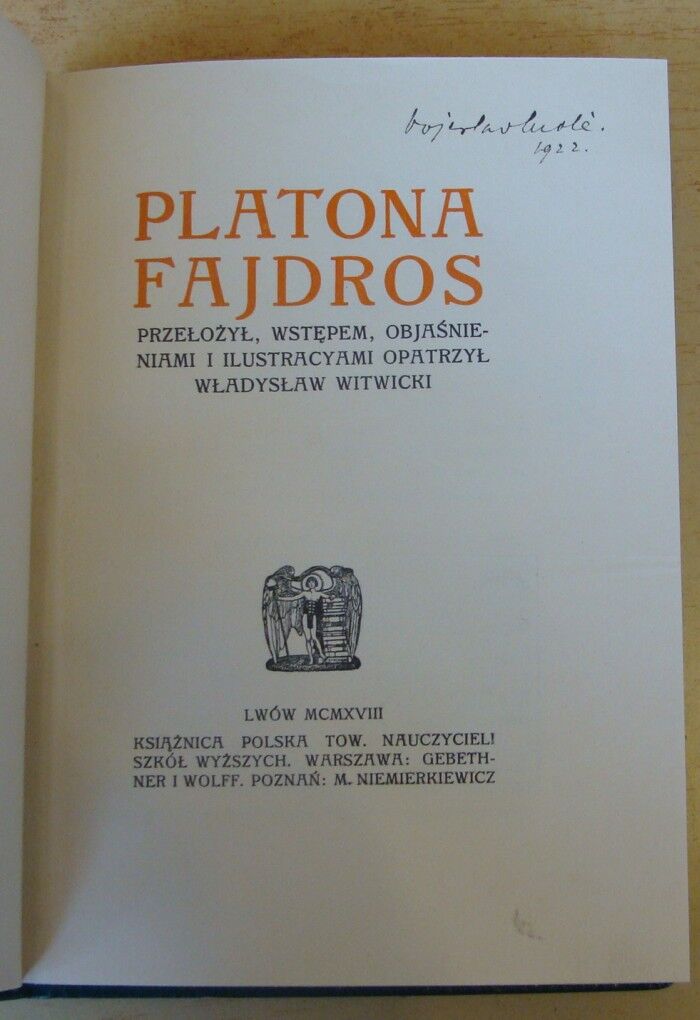 1922.
PLATONA
FAJDROS
PRZEŁOŻYŁ, WSTĘPEM, OBJAŚNIE-
NIAMI I ILUSTRACYAMI OPATRZYŁ
WŁADYSŁAW WITWICKI
LWÓW MCMXVIII
KSIĄŻNICA POLSKA TOW. NAUCZYCIELI
SZKÓŁ WYŻSZYCH. WARSZAWA: GEBETH-
NER I WOLFF. POZNAŃ: M. NIEMIERKIEWICZ